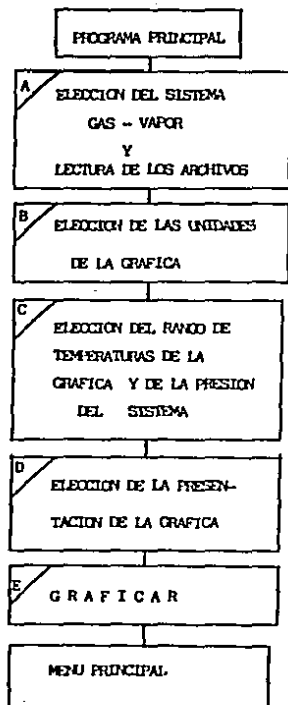 PROGRAMA PRINCIPAL
A
ELECCION DEL SISTEMA
GAS - VAPOR
Y
LECTURA DE LOS ARCHIVOS
B
ELECCION DE LAS UNIDADES
DE LA GRAFICA
C
ELECCION DEL RANGO DE
TEMPERATURAS DE LA
GRAFICA Y DE LA PRESION
DEL SISTEMA
D
ELECCION DE LA PRESEN-
TACION DE LA GRAFICA
E
G R A F I C A R
MENU PRINCIPAL